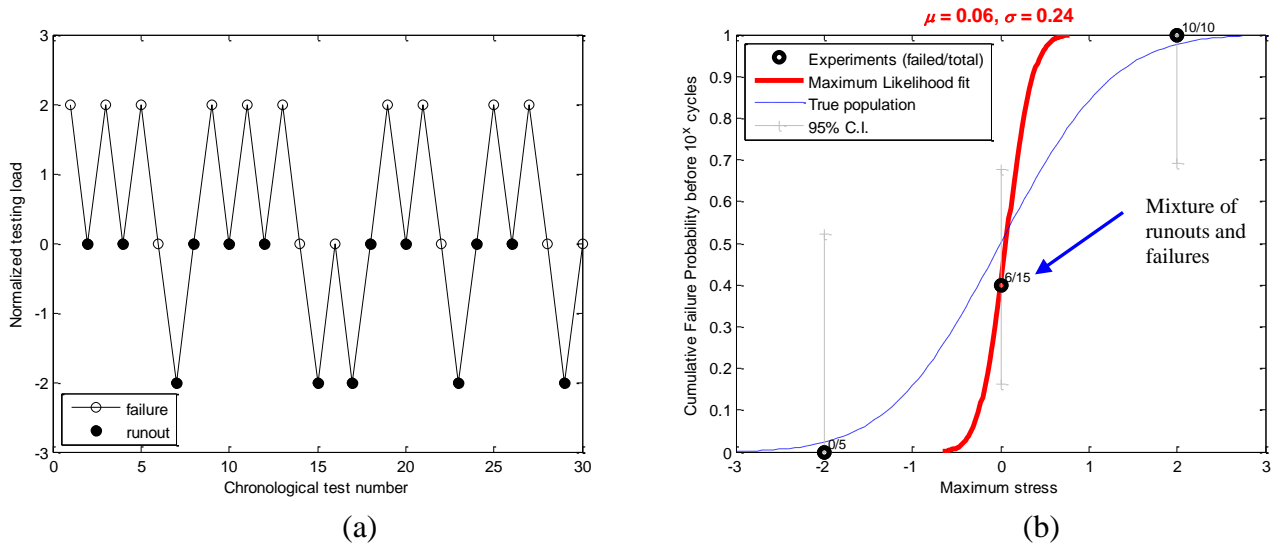 3
2
1
0
-1
-2
-3
0
5
10
15
20
25
30
Normalized testing load
Chronological test number
failure
runout
(a)
μ = 0.06, σ = 0.24
1
0.9
0.8
0.7
0.6
0.5
0.4
0.3
0.2
0.1
0
-3
-2
-1
0
1
2
3
Cumulative Failure Probability before 10^x cycles
Maximum stress
Experiments (failed/total)
Maximum Likelihood fit
True population
95% C.I.
10/10
6/15
0/5
Mixture of
runouts and
failures
(b)